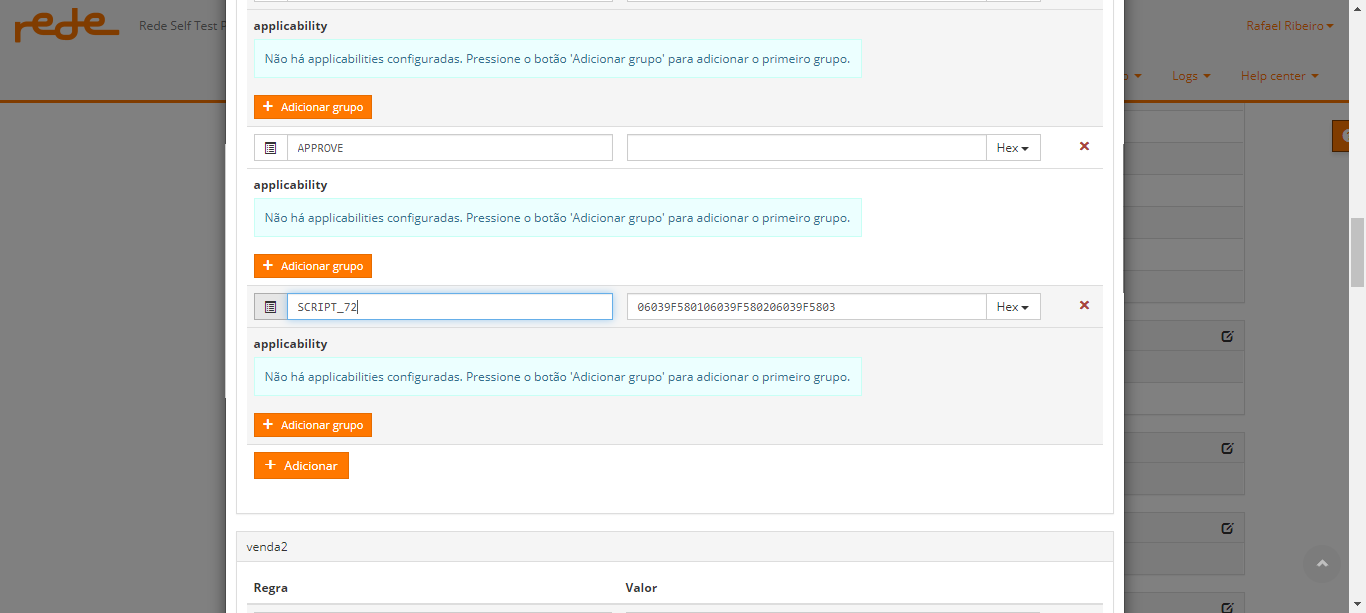 rede
Rede Self Test P
Rafael Ribeiro
Logs
Help center
applicability
Não há applicabilities configuradas. Pressione o botão 'Adicionar grupo' para adicionar o primeiro grupo.
+ Adicionar grupo
APPROVE
Hex
applicability
Não há applicabilities configuradas. Pressione o botão 'Adicionar grupo' para adicionar o primeiro grupo.
+ Adicionar grupo
SCRIPT_72
06039F580106039F580206039F5803
Hex
applicability
Não há applicabilities configuradas. Pressione o botão 'Adicionar grupo' para adicionar o primeiro grupo.
+ Adicionar grupo
+ Adicionar
venda2
Regra
Valor